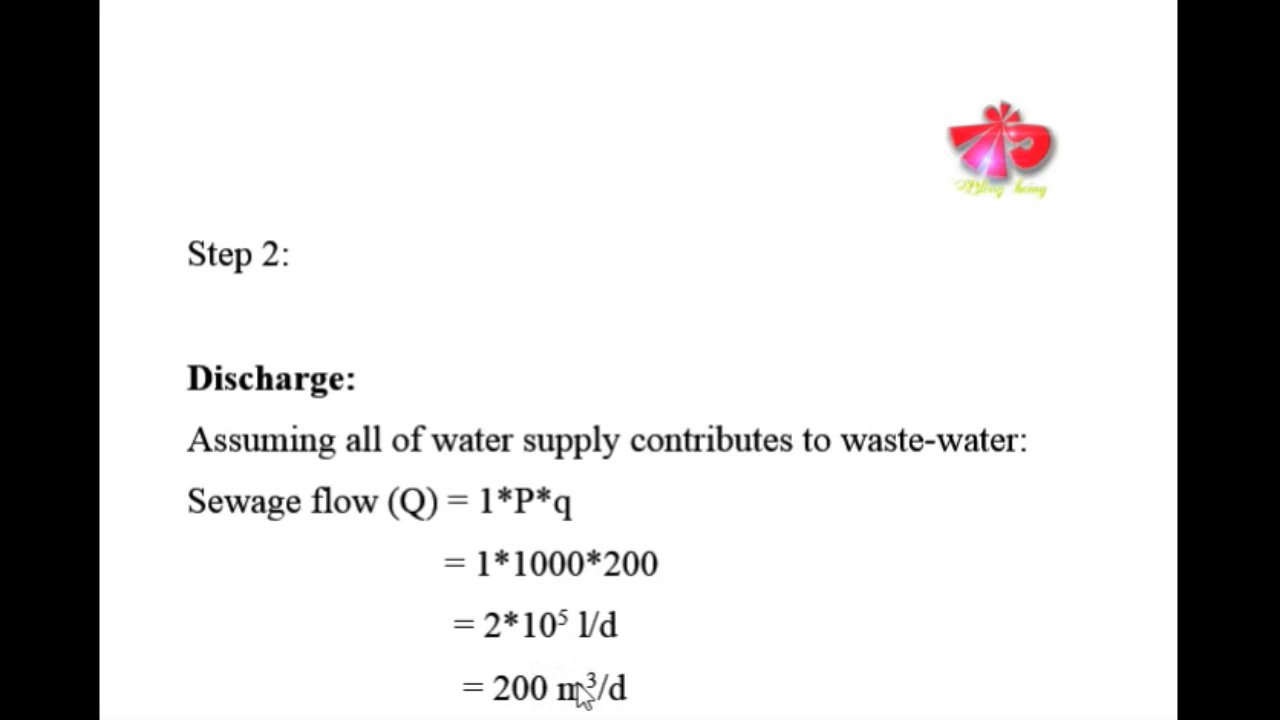 Step 2:
Discharge:
Assuming all of water supply contributes to waste-water:
Sewage flow (Q) = 1*P*q
= 1*1000*200
= 2*10⁵ l/d
= 200 m³/d